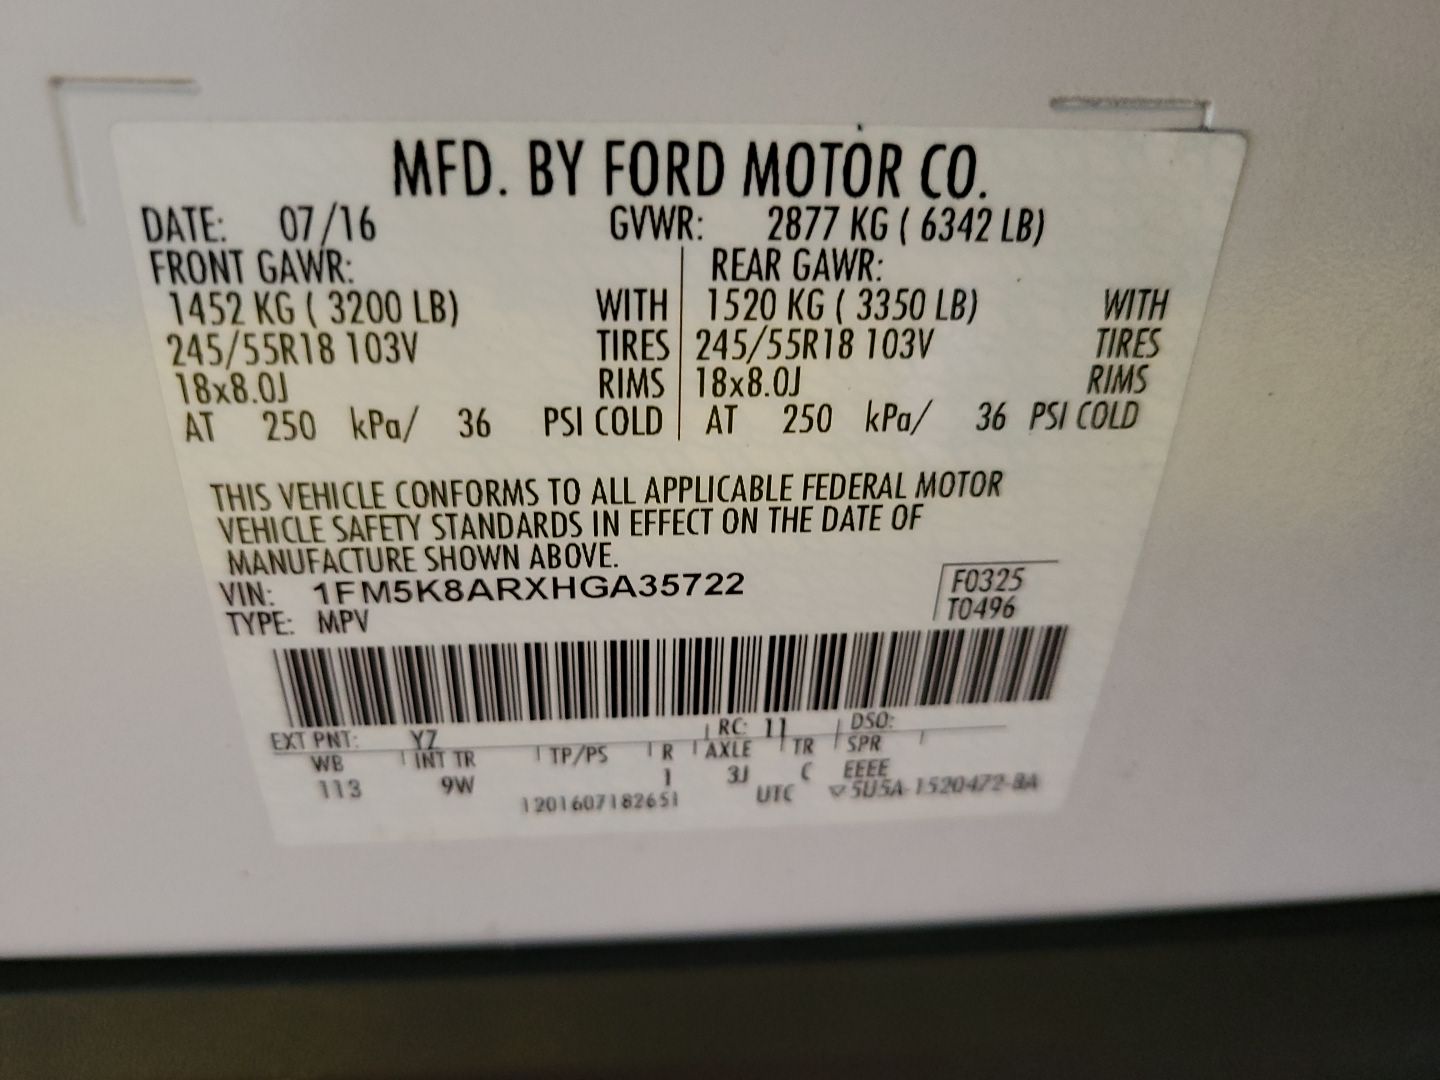 MFD. BY FORD MOTOR CO.
DATE: 07/16 GVWR: 2877 KG ( 6342 LB)
FRONT GAWR: REAR GAWR:
1452 KG ( 3200 LB) WITH 1520 KG ( 3350 LB) WITH
245/55R18 103V TIRES 245/55R18 103V TIRES
18x8.0J RIMS 18x8.0J RIMS
AT 250 kPa/ 36 PSI COLD AT 250 kPa/ 36 PSI COLD
THIS VEHICLE CONFORMS TO ALL APPLICABLE FEDERAL MOTOR
VEHICLE SAFETY STANDARDS IN EFFECT ON THE DATE OF
MANUFACTURE SHOWN ABOVE.
VIN: 1FM5K8ARXHGA35722 F0325
TYPE: MPV T0496
EXT PNT: YZ RC: 11 DSO:
WB INT TR TP/PS R AXLE TR SPR
113 9W 1 3J C EEEE
1201607182651 UTC ▽5U5A-1520472-BA